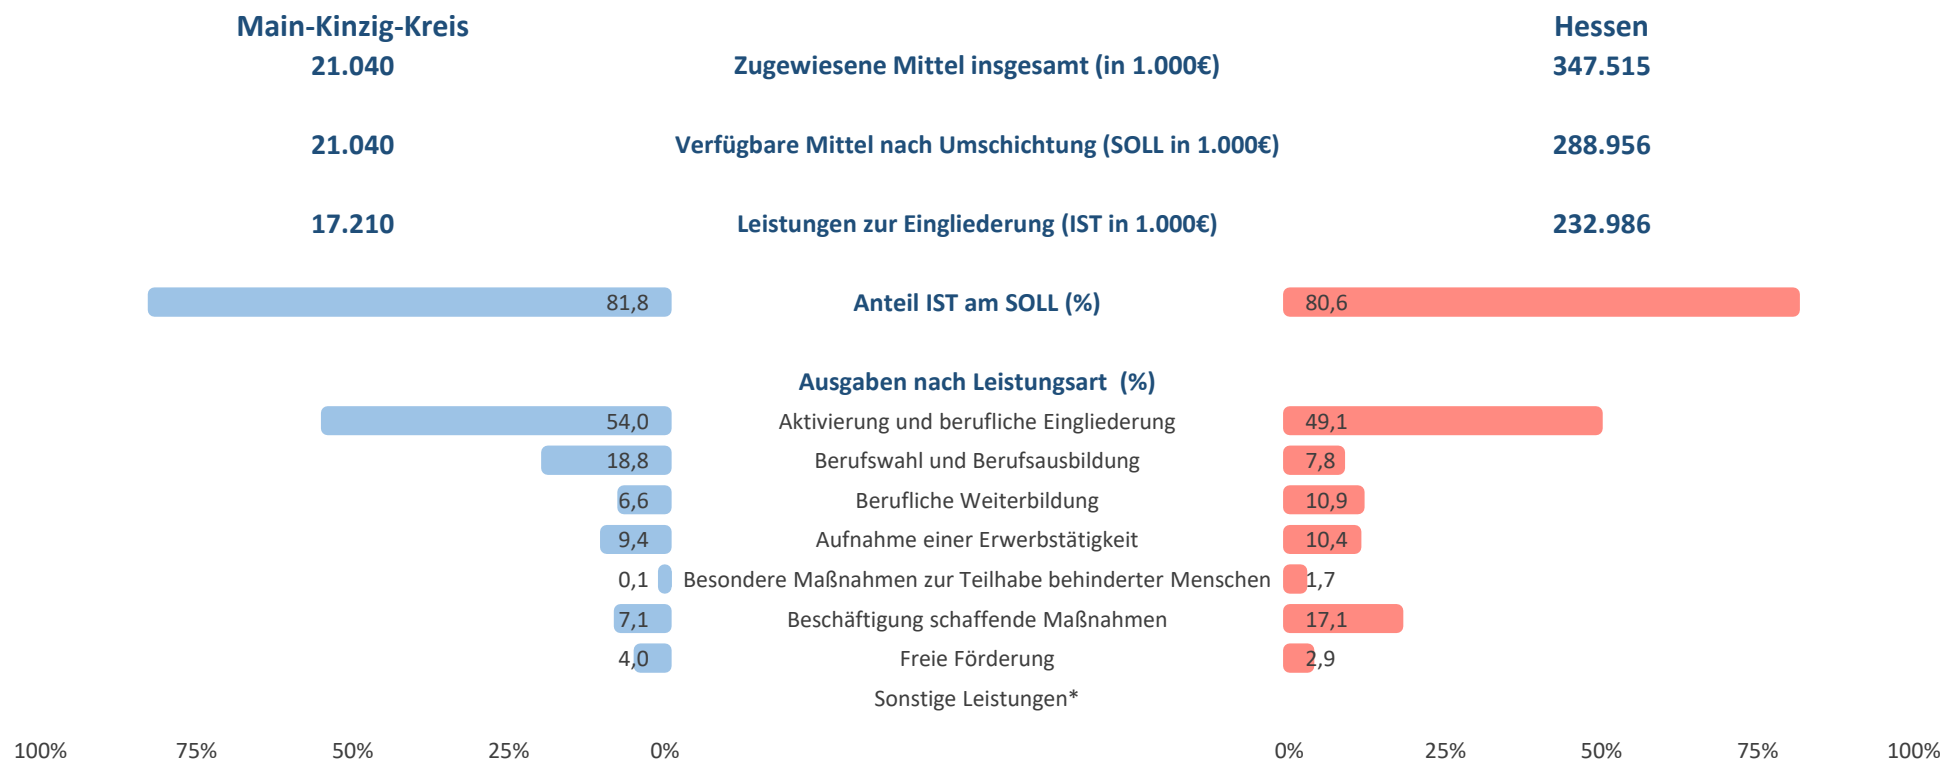 Main-Kinzig-Kreis Hessen
21.040 Zugewiesene Mittel insgesamt (in 1.000€) 347.515
21.040 Verfügbare Mittel nach Umschichtung (SOLL in 1.000€) 288.956
17.210 Leistungen zur Eingliederung (IST in 1.000€) 232.986
81,8 Anteil IST am SOLL (%) 80,6
Ausgaben nach Leistungsart (%)
54,0 Aktivierung und berufliche Eingliederung 49,1
18,8 Berufswahl und Berufsausbildung 7,8
6,6 Berufliche Weiterbildung 10,9
9,4 Aufnahme einer Erwerbstätigkeit 10,4
0,1 Besondere Maßnahmen zur Teilhabe behinderter Menschen 1,7
7,1 Beschäftigung schaffende Maßnahmen 17,1
4,0 Freie Förderung 2,9
Sonstige Leistungen*
100% 75% 50% 25% 0% 0% 25% 50% 75% 100%